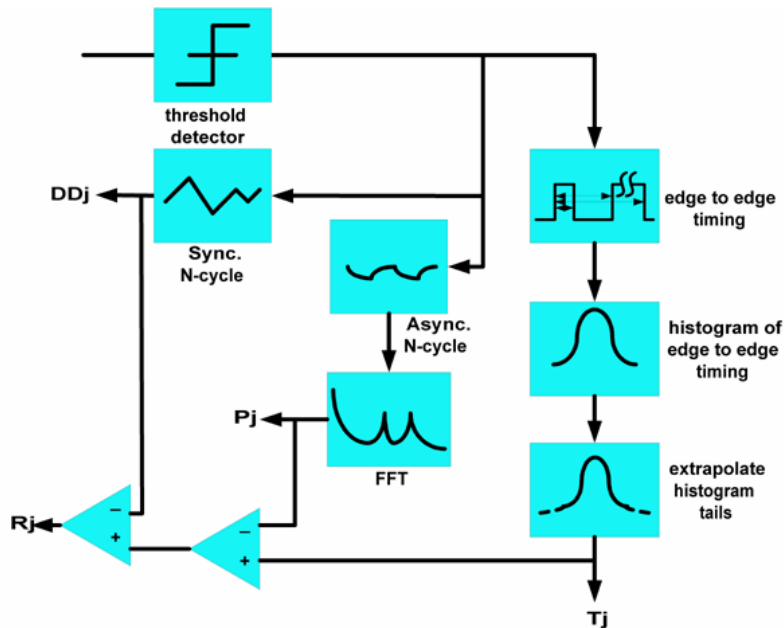 threshold
detector
DDj
Sync.
N-cycle
edge to edge
timing
Async.
N-cycle
histogram of
edge to edge
timing
Pj
FFT
extrapolate
histogram
tails
Rj
−
+
−
+
Tj